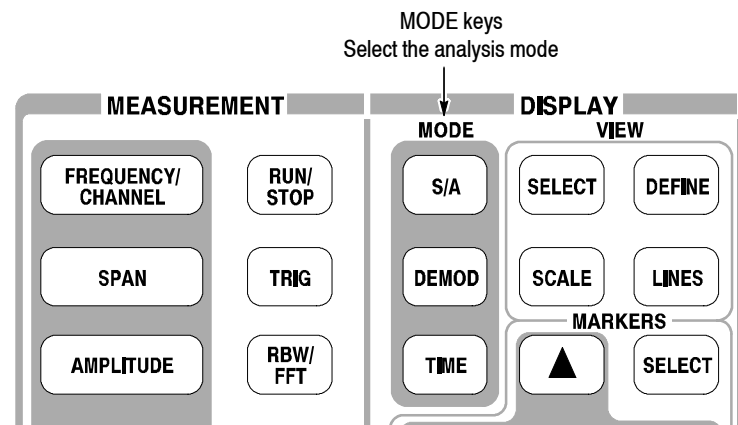 MODE keys
Select the analysis mode
MEASUREMENT
DISPLAY
MODE
VIEW
FREQUENCY/
CHANNEL
RUN/
STOP
S/A
SELECT
DEFINE
SPAN
TRIG
DEMOD
SCALE
LINES
MARKERS
AMPLITUDE
RBW/
FFT
TIME
SELECT